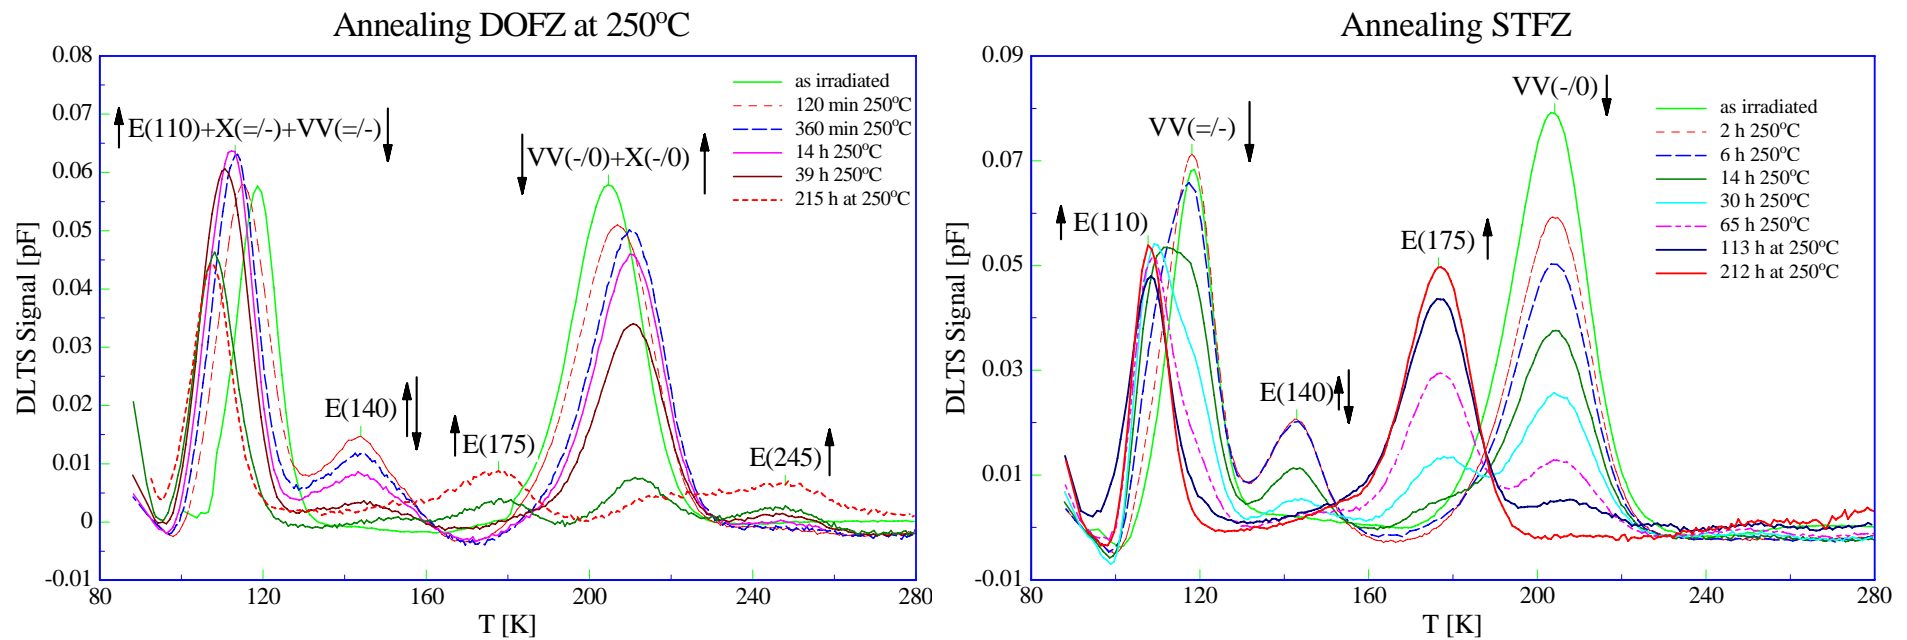 Annealing DOFZ at 250°C
0.08
0.07
0.06
0.05
0.04
0.03
0.02
0.01
0
-0.01
DLTS Signal [pF]
80
120
160
200
240
280
T [K]
as irradiated
120 min 250°C
360 min 250°C
14 h 250°C
39 h 250°C
215 h at 250°C
E(110)+X(=/-)+VV(=/-)
VV(-/0)+X(-/0)
E(140)
E(175)
E(245)
Annealing STFZ
0.09
0.07
0.05
0.03
0.01
-0.01
DLTS Signal [pF]
80
120
160
200
240
280
T [K]
VV(-/0)
VV(=/-)
E(110)
E(175)
E(140)
as irradiated
2 h 250°C
6 h 250°C
14 h 250°C
30 h 250°C
65 h 250°C
113 h at 250°C
212 h at 250°C